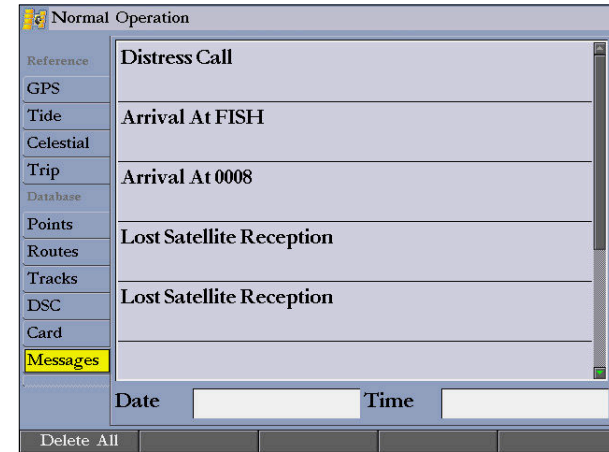 Normal Operation
Reference
GPS
Tide
Celestial
Trip
Database
Points
Routes
Tracks
DSC
Card
Messages
Distress Call
Arrival At FISH
Arrival At 0008
Lost Satellite Reception
Lost Satellite Reception
Date
Time
Delete All